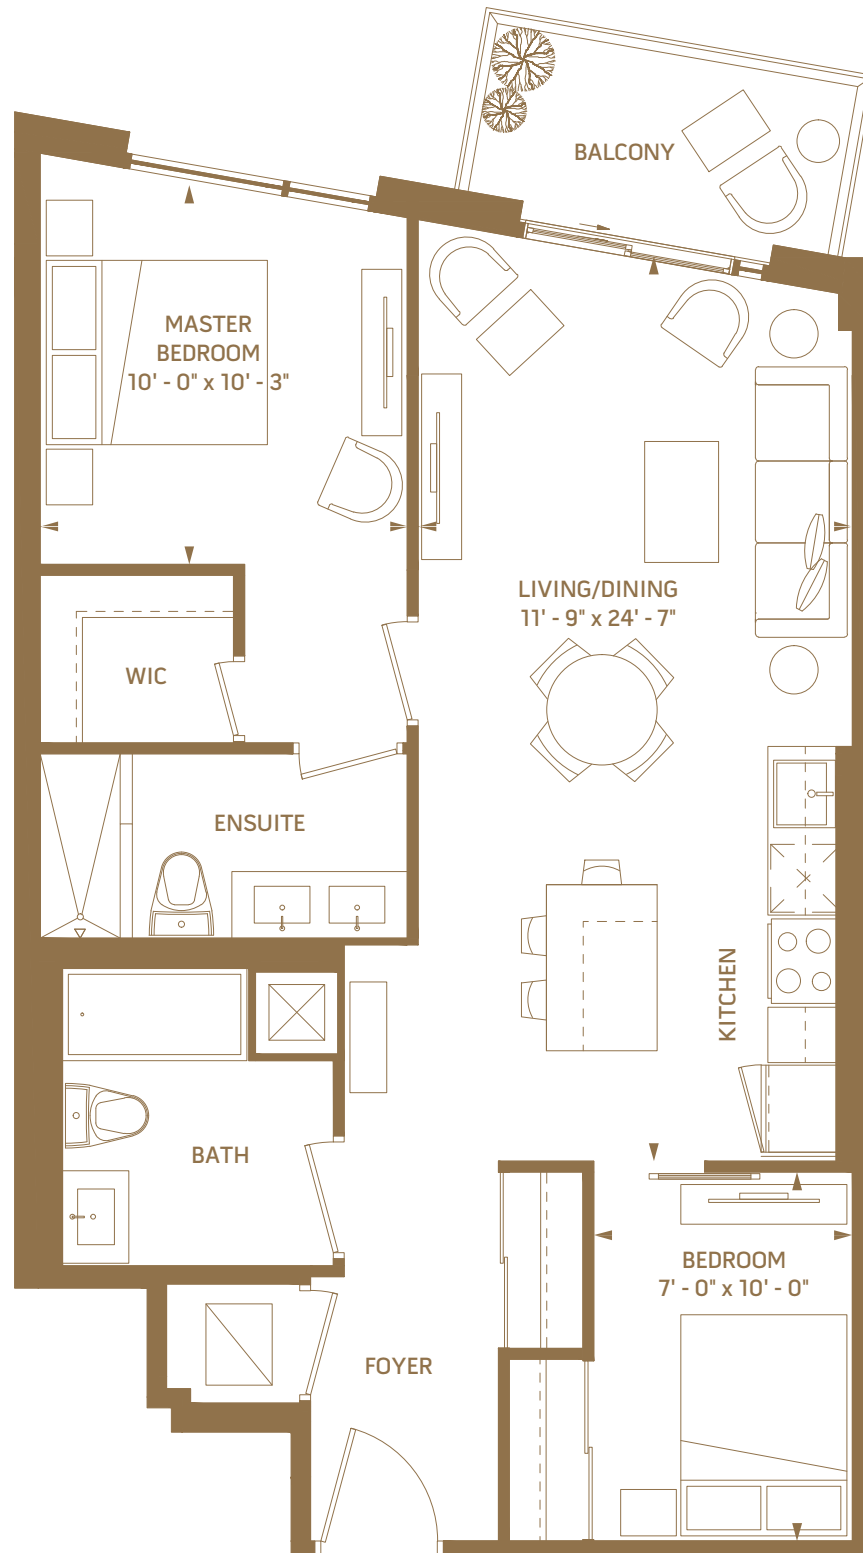 BALCONY
MASTER
BEDROOM
10' - 0" x 10' - 3"
LIVING/DINING
11' - 9" x 24' - 7"
WIC
ENSUITE
KITCHEN
BATH
BEDROOM
7' - 0" x 10' - 0"
FOYER